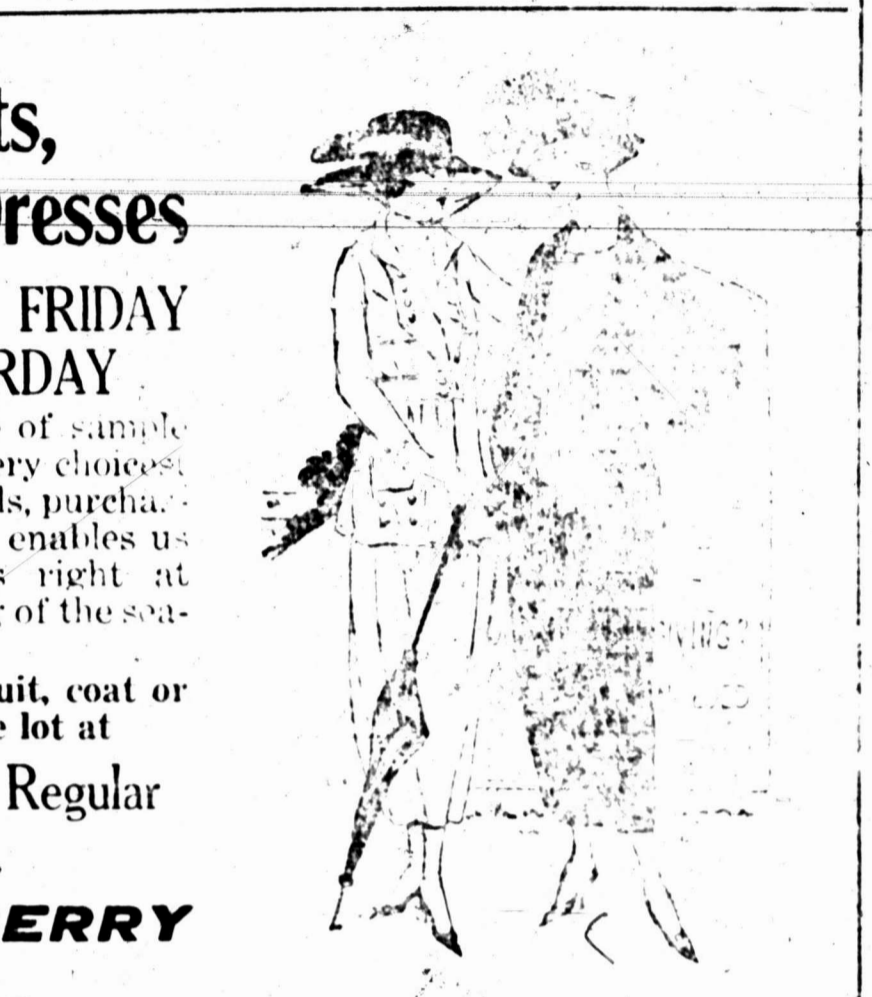 ts,
resses
FRIDAY
RDAY
of sample
ery choicest
ls, purchas-
enables us
s right at
r of the sea-
uit, coat or
e lot at
Regular
ERRY